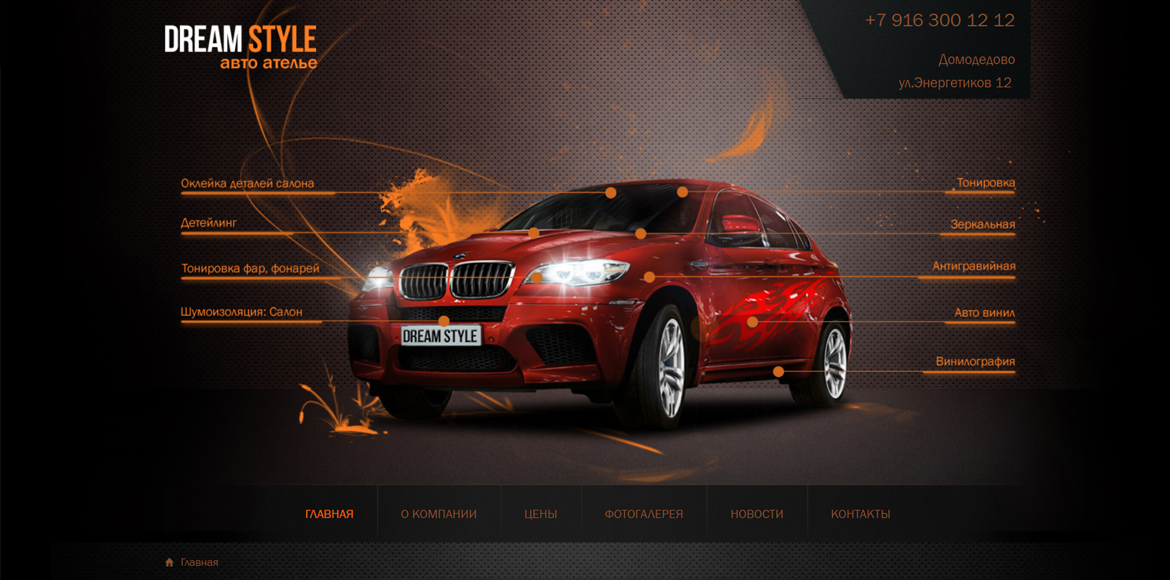 DREAM STYLE
авто ателье
+7 916 300 12 12
Домодедово
ул.Энергетиков 12
Оклейка деталей салона
Детейлинг
Тонировка фар, фонарей
Шумоизоляция: Салон
Тонировка
Зеркальная
Антигравийная
Авто винил
Винилография
DREAM STYLE
ГЛАВНАЯ
О КОМПАНИИ
ЦЕНЫ
ФОТОГАЛЕРЕЯ
НОВОСТИ
КОНТАКТЫ
Главная